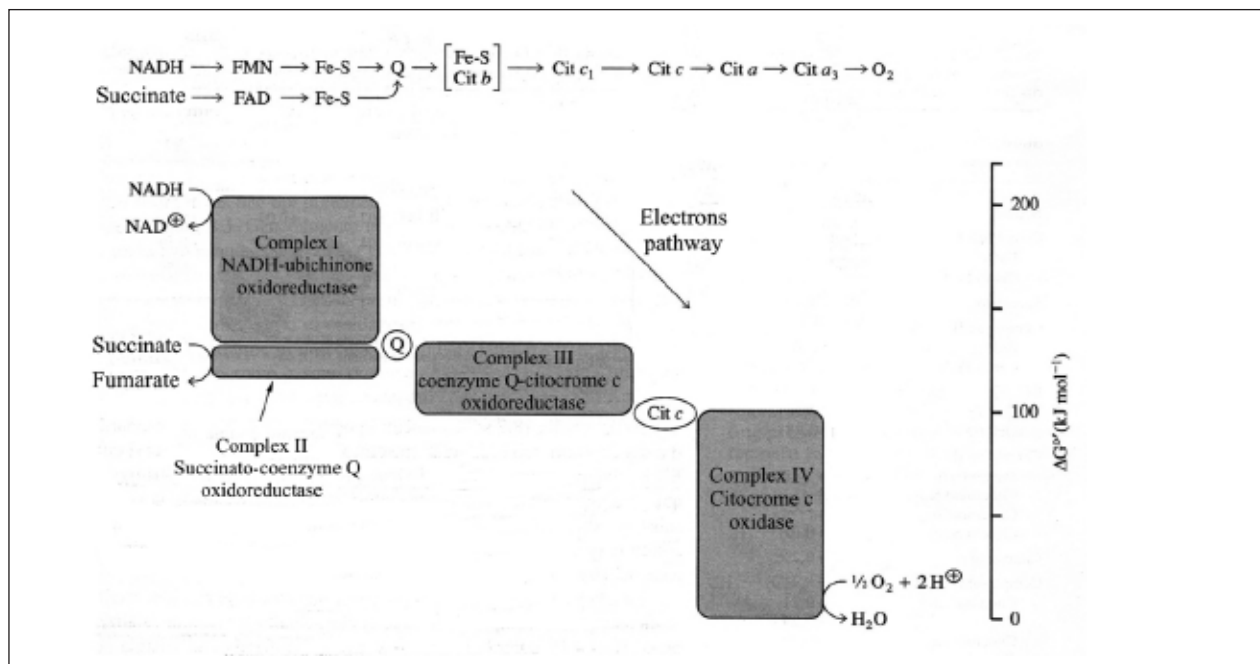 NADH → FMN → Fe-S → Q → [Fe-S Cit b] → Cit c₁ → Cit c → Cit a → Cit a₃ → O₂
Succinate → FAD → Fe-S
NADH
NAD⊕
Complex I
NADH-ubichinone
oxidoreductase
Electrons
pathway
Succinate
Fumarate
Q
Complex II
Succinato-coenzyme Q
oxidoreductase
Complex III
coenzyme Q-citocrome c
oxidoreductase
Cit c
Complex IV
Citocrome c
oxidase
½ O₂ + 2 H⊕
H₂O
200
100
0
ΔG°′ (kJ mol⁻¹)